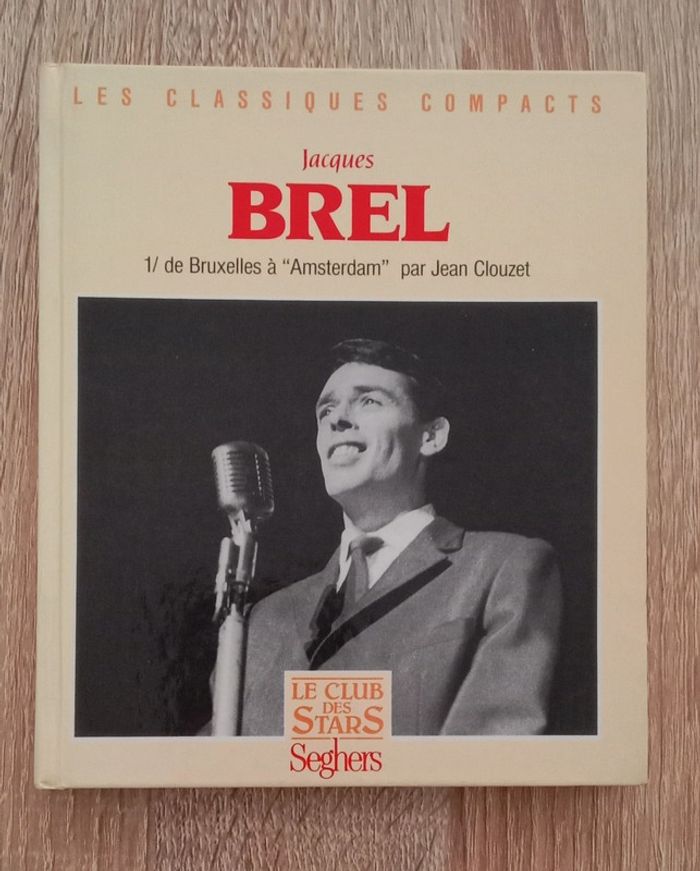 LES CLASSIQUES COMPACTS
Jacques
BREL
1/ de Bruxelles à “Amsterdam” par Jean Clouzet
LE CLUB
DES
STARS
Seghers